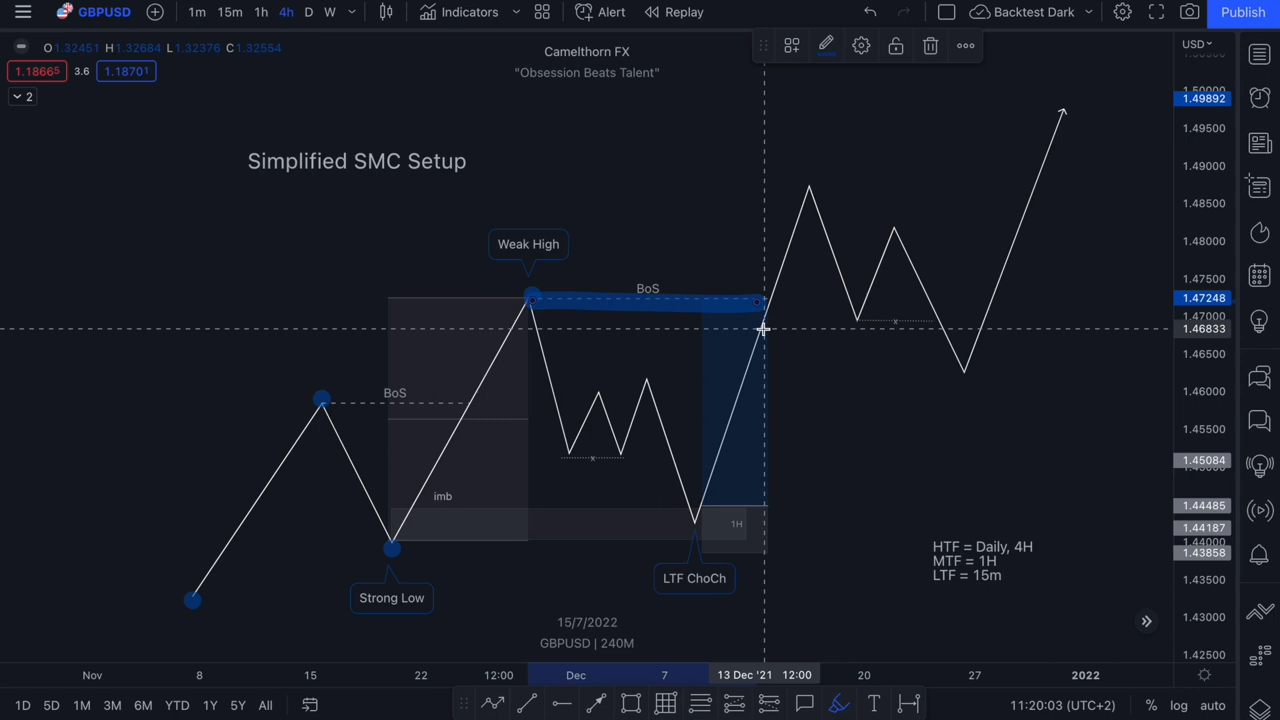 GBPUSD
1m 15m 1h 4h D W
Indicators
Alert
Replay
Backtest Dark
Publish
O1.32451 H1.32684 L1.32376 C1.32554
1.18665 3.6 1.18701
2
Camelthorn FX
"Obsession Beats Talent"
USD
1.50000
1.49892
1.49500
1.49000
1.48500
1.48000
1.47500
1.47248
1.47000
1.46833
1.46500
1.46000
1.45500
1.45084
1.44485
1.44187
1.44000
1.43858
1.43500
1.43000
1.42500
Simplified SMC Setup
Weak High
BoS
BoS
x
x
imb
1H
Strong Low
LTF ChoCh
HTF = Daily, 4H
MTF = 1H
LTF = 15m
15/7/2022
GBPUSD | 240M
Nov 8 15 22 12:00 Dec 7 13 Dec '21 12:00 20 27 2022
1D 5D 1M 3M 6M YTD 1Y 5Y All
11:20:03 (UTC+2) % log auto